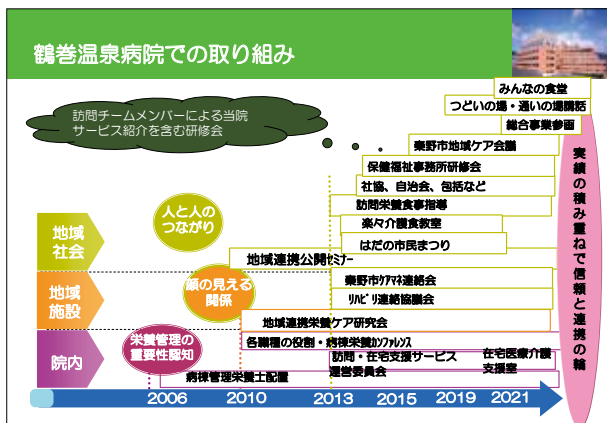 鶴巻温泉病院での取り組み
訪問チームメンバーによる当院
サービス紹介を含む研修会
みんなの食堂
つどいの場・通いの場講話
総合事業参画
秦野市地域ケア会議
保健福祉事務所研修会
社協、自治会、包括など
訪問栄養食事指導
楽々介護食教室
はだの市民まつり
地域連携公開ｾﾐﾅｰ
人と人の
つながり
地域
社会
秦野市ｹｱﾏﾈ連絡会
ﾘﾊﾋﾞﾘ連絡協議会
地域連携栄養ケア研究会
顔の見える
関係
地域
施設
各職種の役割・病棟栄養ｶﾝﾌｧﾚﾝｽ
訪問・在宅支援サービス
運営委員会
在宅医療介護
支援室
病棟管理栄養士配置
栄養管理の
重要性認知
院内
実績の積み重ねで信頼と連携の輪
2006
2010
2013
2015
2019
2021